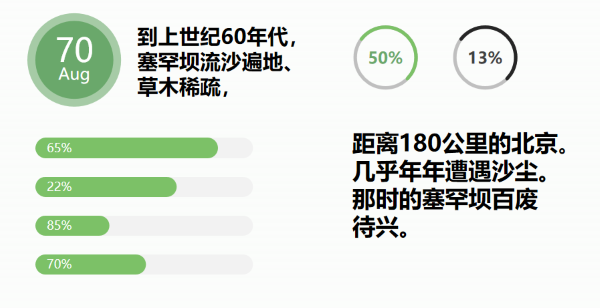 70
Aug
到上世纪60年代，
塞罕坝流沙遍地、
草木稀疏，
50%
13%
65%
22%
85%
70%
距离180公里的北京。
几乎年年遭遇沙尘。
那时的塞罕坝百废
待兴。